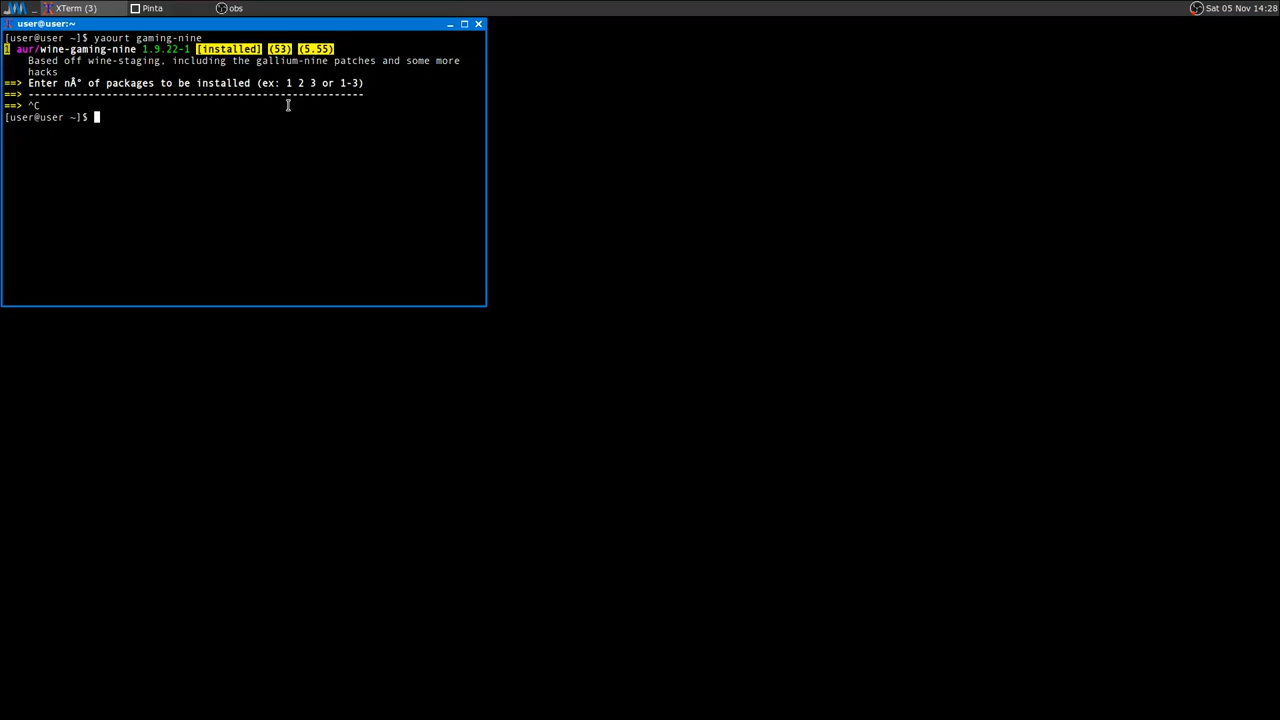 XTerm (3) Pinta obs Sat 05 Nov 14:28
user@user:~
[user@user ~]$ yaourt gaming-nine
1 aur/wine-gaming-nine 1.9.22-1 [installed] (53) (5.55)
Based off wine-staging, including the gallium-nine patches and some more
hacks
==> Enter nÂ° of packages to be installed (ex: 1 2 3 or 1-3)
==> --------------------------------------------------------
==> ^C
[user@user ~]$